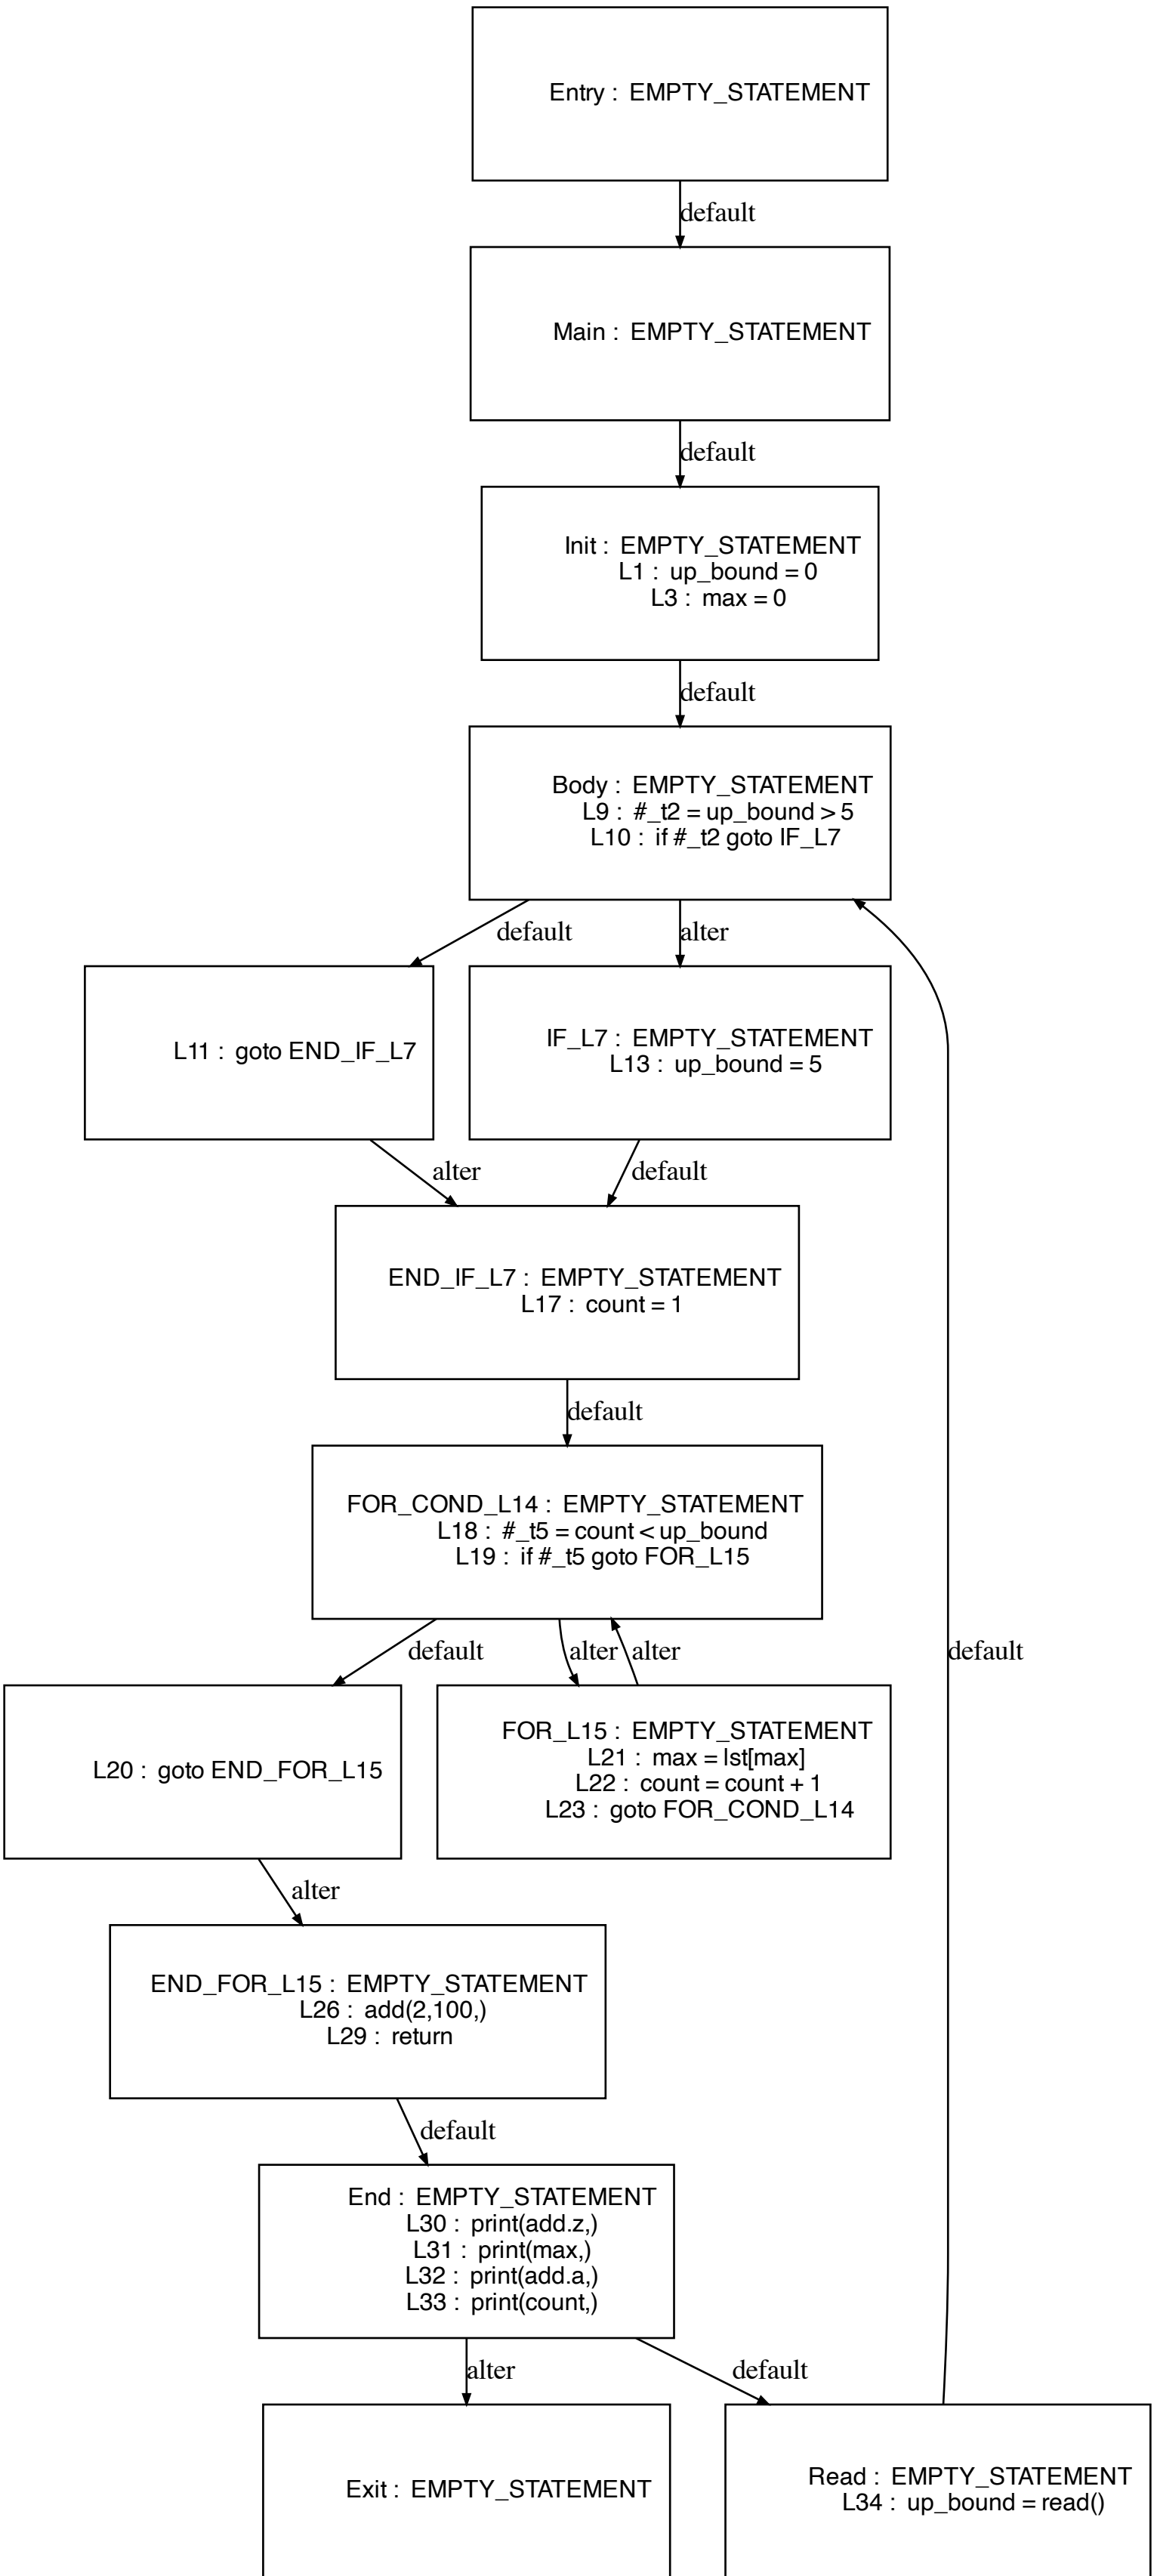 Entry : EMPTY_STATEMENT
default
Main : EMPTY_STATEMENT
default
Init : EMPTY_STATEMENT
L1 : up_bound = 0
L3 : max = 0
default
Body : EMPTY_STATEMENT
L9 : #_t2 = up_bound > 5
L10 : if #_t2 goto IF_L7
default
alter
L11 : goto END_IF_L7
IF_L7 : EMPTY_STATEMENT
L13 : up_bound = 5
alter
default
END_IF_L7 : EMPTY_STATEMENT
L17 : count = 1
default
FOR_COND_L14 : EMPTY_STATEMENT
L18 : #_t5 = count < up_bound
L19 : if #_t5 goto FOR_L15
default
alter
alter
default
L20 : goto END_FOR_L15
FOR_L15 : EMPTY_STATEMENT
L21 : max = lst[max]
L22 : count = count + 1
L23 : goto FOR_COND_L14
alter
END_FOR_L15 : EMPTY_STATEMENT
L26 : add(2,100,)
L29 : return
default
End : EMPTY_STATEMENT
L30 : print(add.z,)
L31 : print(max,)
L32 : print(add.a,)
L33 : print(count,)
alter
default
Exit : EMPTY_STATEMENT
Read : EMPTY_STATEMENT
L34 : up_bound = read()